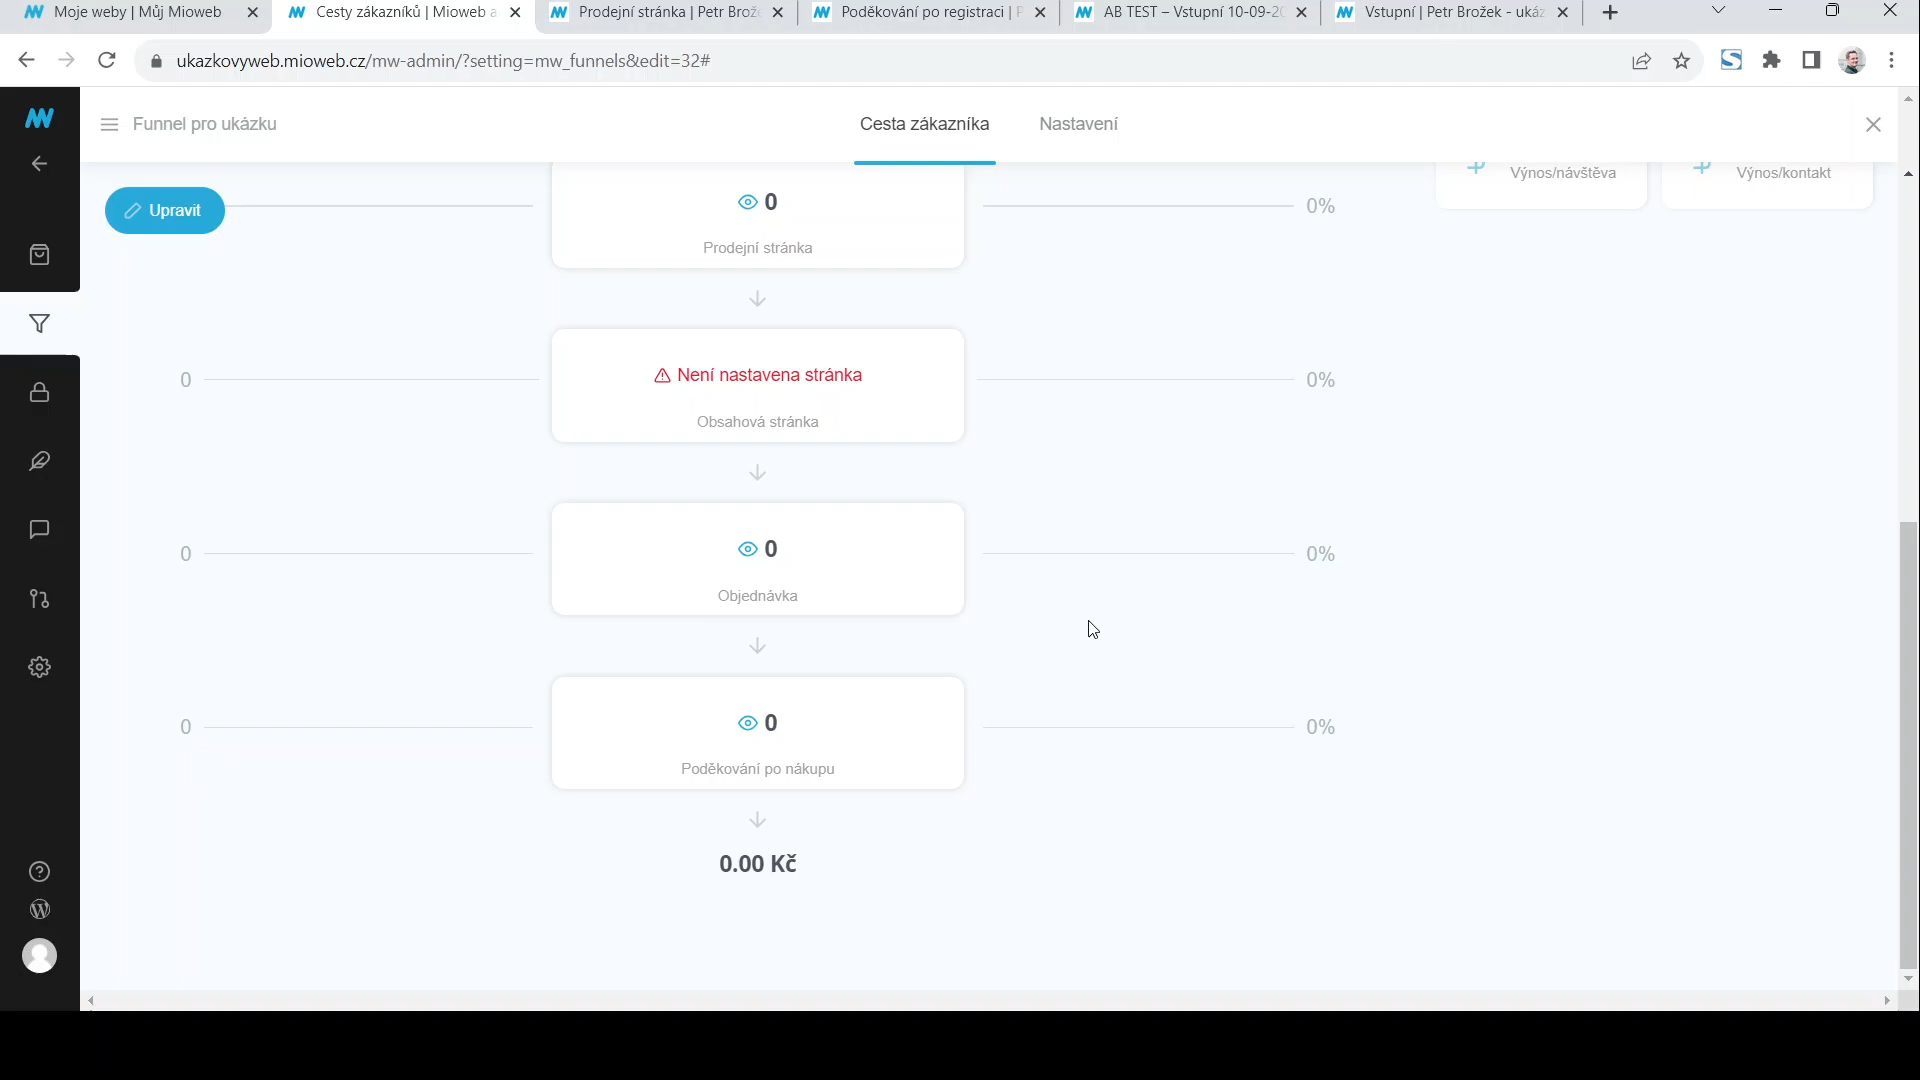 Moje weby | Můj Mioweb
Cesty zákazníků | Mioweb a
Prodejní stránka | Petr Brože
Poděkování po registraci | P
AB TEST – Vstupní 10-09-20
Vstupní | Petr Brožek - ukáz
ukazkovyweb.mioweb.cz/mw-admin/?setting=mw_funnels&edit=32#
Funnel pro ukázku
Cesta zákazníka
Nastavení
Výnos/návštěva
Výnos/kontakt
Upravit
0
0%
Prodejní stránka
0
Není nastavena stránka
0%
Obsahová stránka
0
0
0%
Objednávka
0
0
0%
Poděkování po nákupu
0.00 Kč